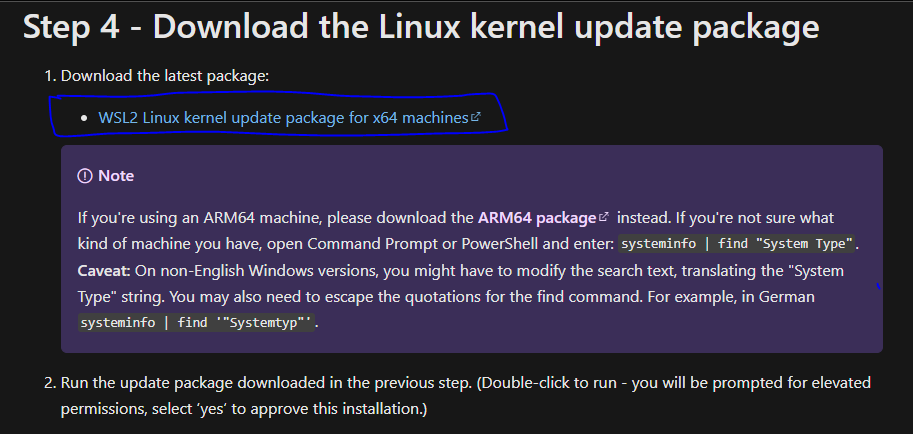 Step 4 - Download the Linux kernel update package
1. Download the latest package:
• WSL2 Linux kernel update package for x64 machines
Note
If you're using an ARM64 machine, please download the ARM64 package instead. If you're not sure what
kind of machine you have, open Command Prompt or PowerShell and enter: systeminfo | find "System Type".
Caveat: On non-English Windows versions, you might have to modify the search text, translating the "System
Type" string. You may also need to escape the quotations for the find command. For example, in German
systeminfo | find '"Systemtyp"'.
2. Run the update package downloaded in the previous step. (Double-click to run - you will be prompted for elevated
permissions, select ‘yes’ to approve this installation.)